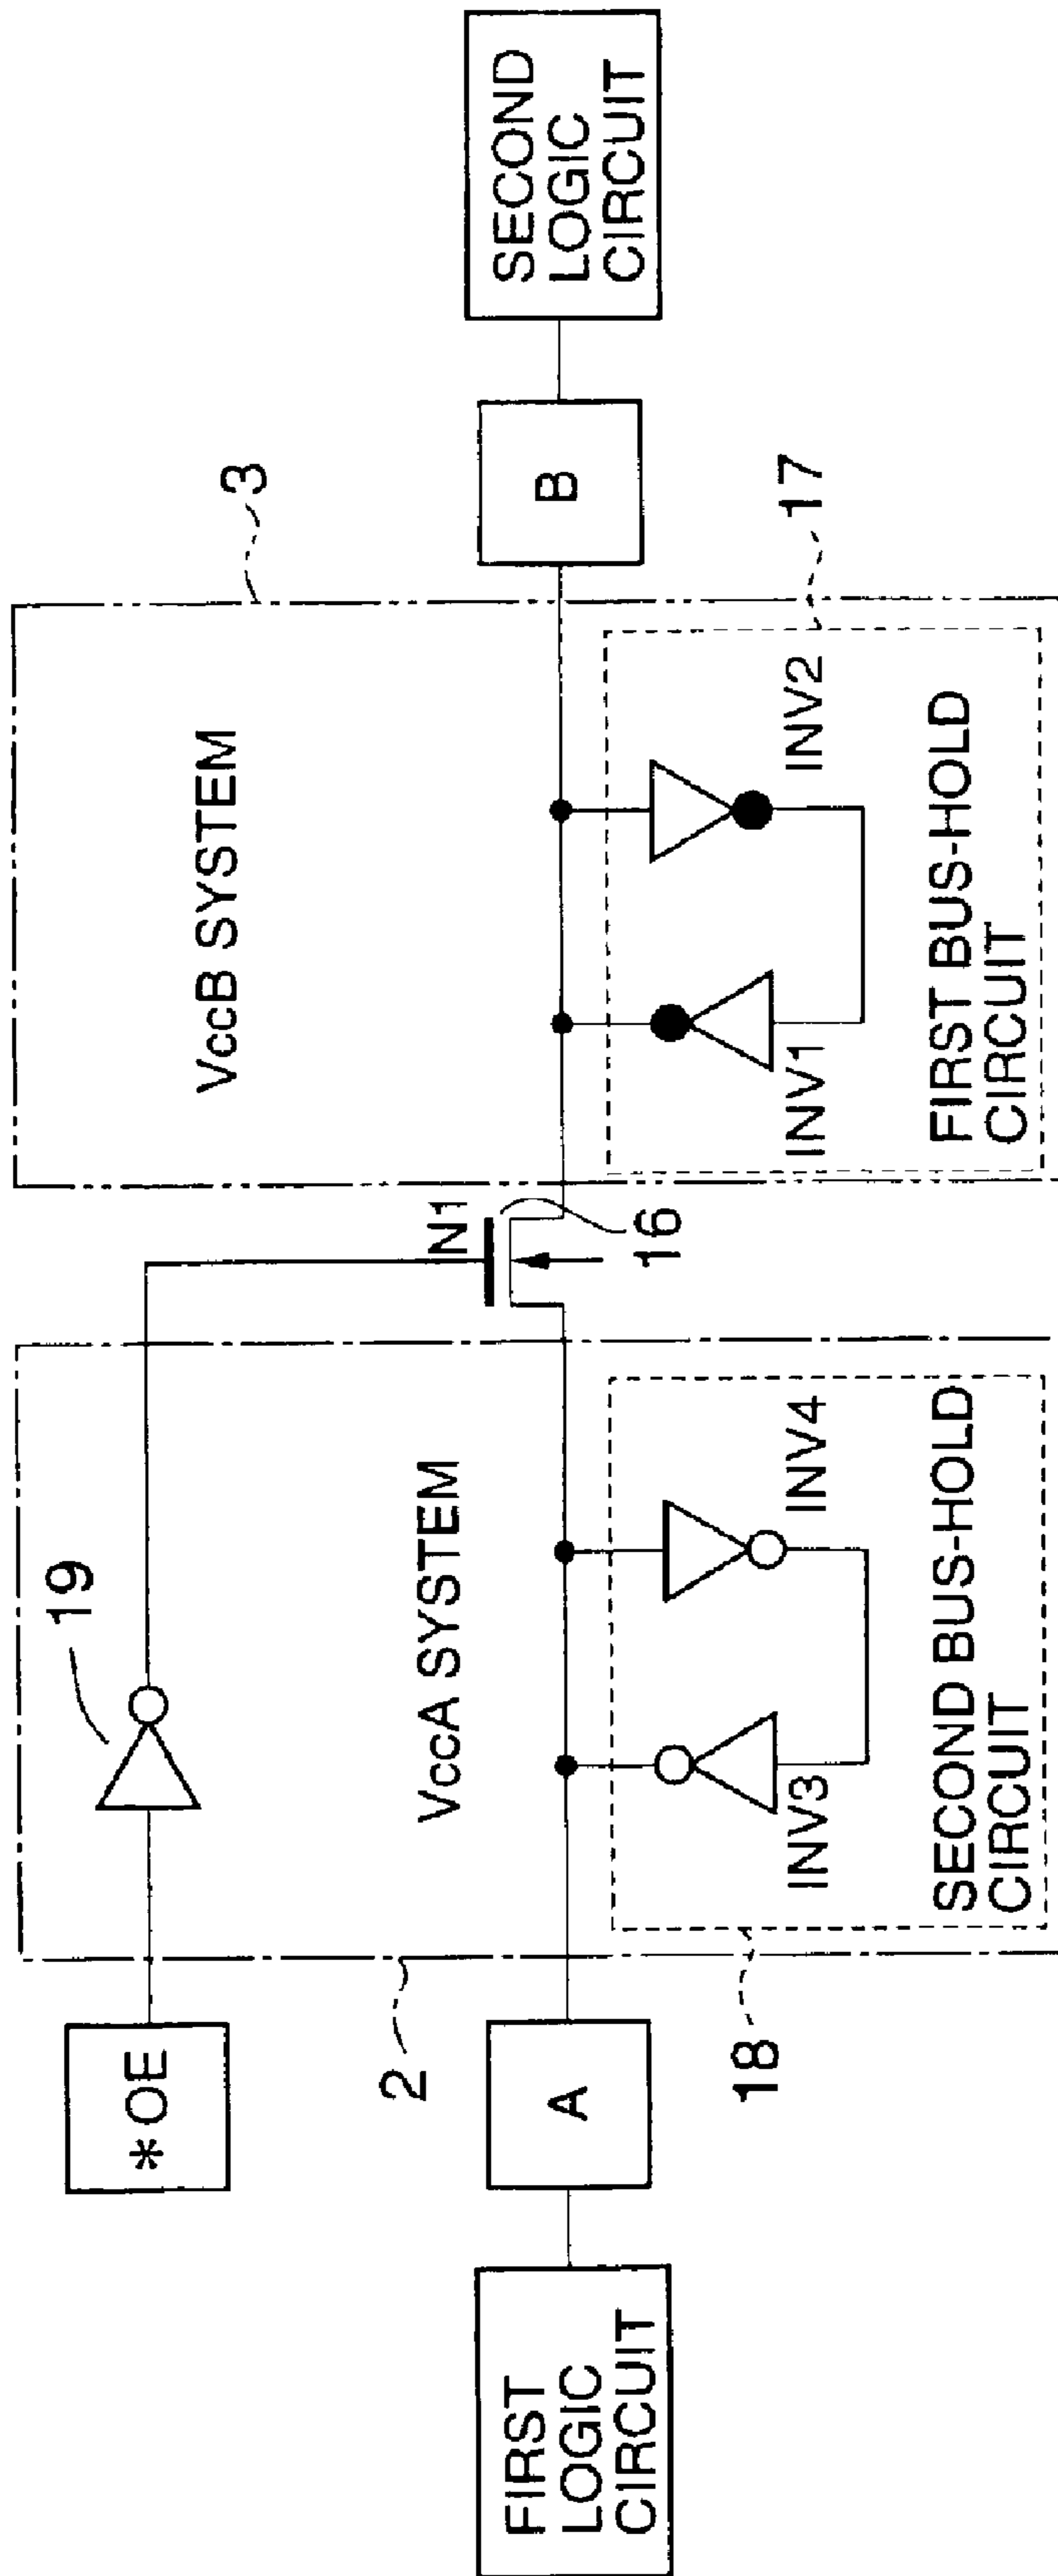 *OE
19
VccA SYSTEM
N1
16
VccB SYSTEM
3
FIRST
LOGIC
CIRCUIT
A
B
SECOND
LOGIC
CIRCUIT
2
18
INV3
INV4
SECOND BUS-HOLD
CIRCUIT
INV1
INV2
17
FIRST BUS-HOLD
CIRCUIT